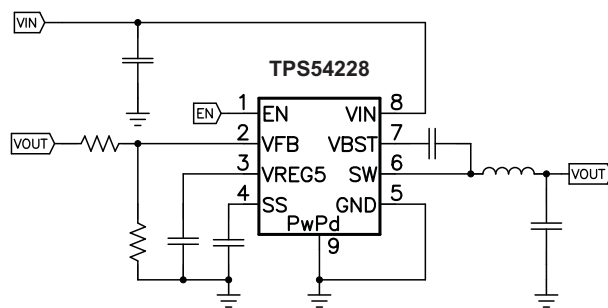 VIN
TPS54228
EN
1
EN
VIN
8
VOUT
2
VFB
VBST
7
3
VREG5
SW
6
VOUT
4
SS
GND
5
PwPd
9